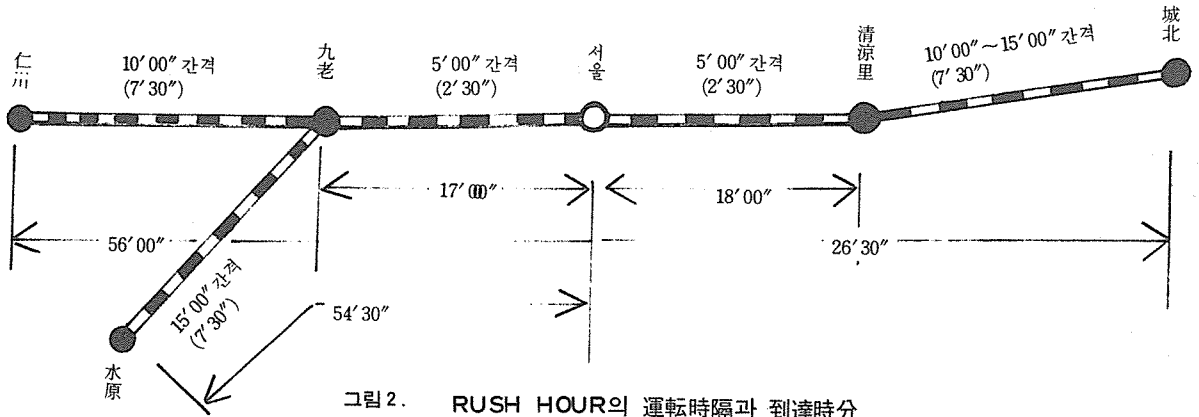 仁川
10′00″ 간격
(7′30″)
九老
5′00″ 간격
(2′30″)
서울
5′00″ 간격
(2′30″)
清凉里
10′00″~15′00″ 간격
(7′30″)
城北
17′00″
18′00″
56′00″
26′30″
15′00″ 간격
(7′30″)
54′30″
水原
그림 2. RUSH HOUR의 運転時隔과 到達時分